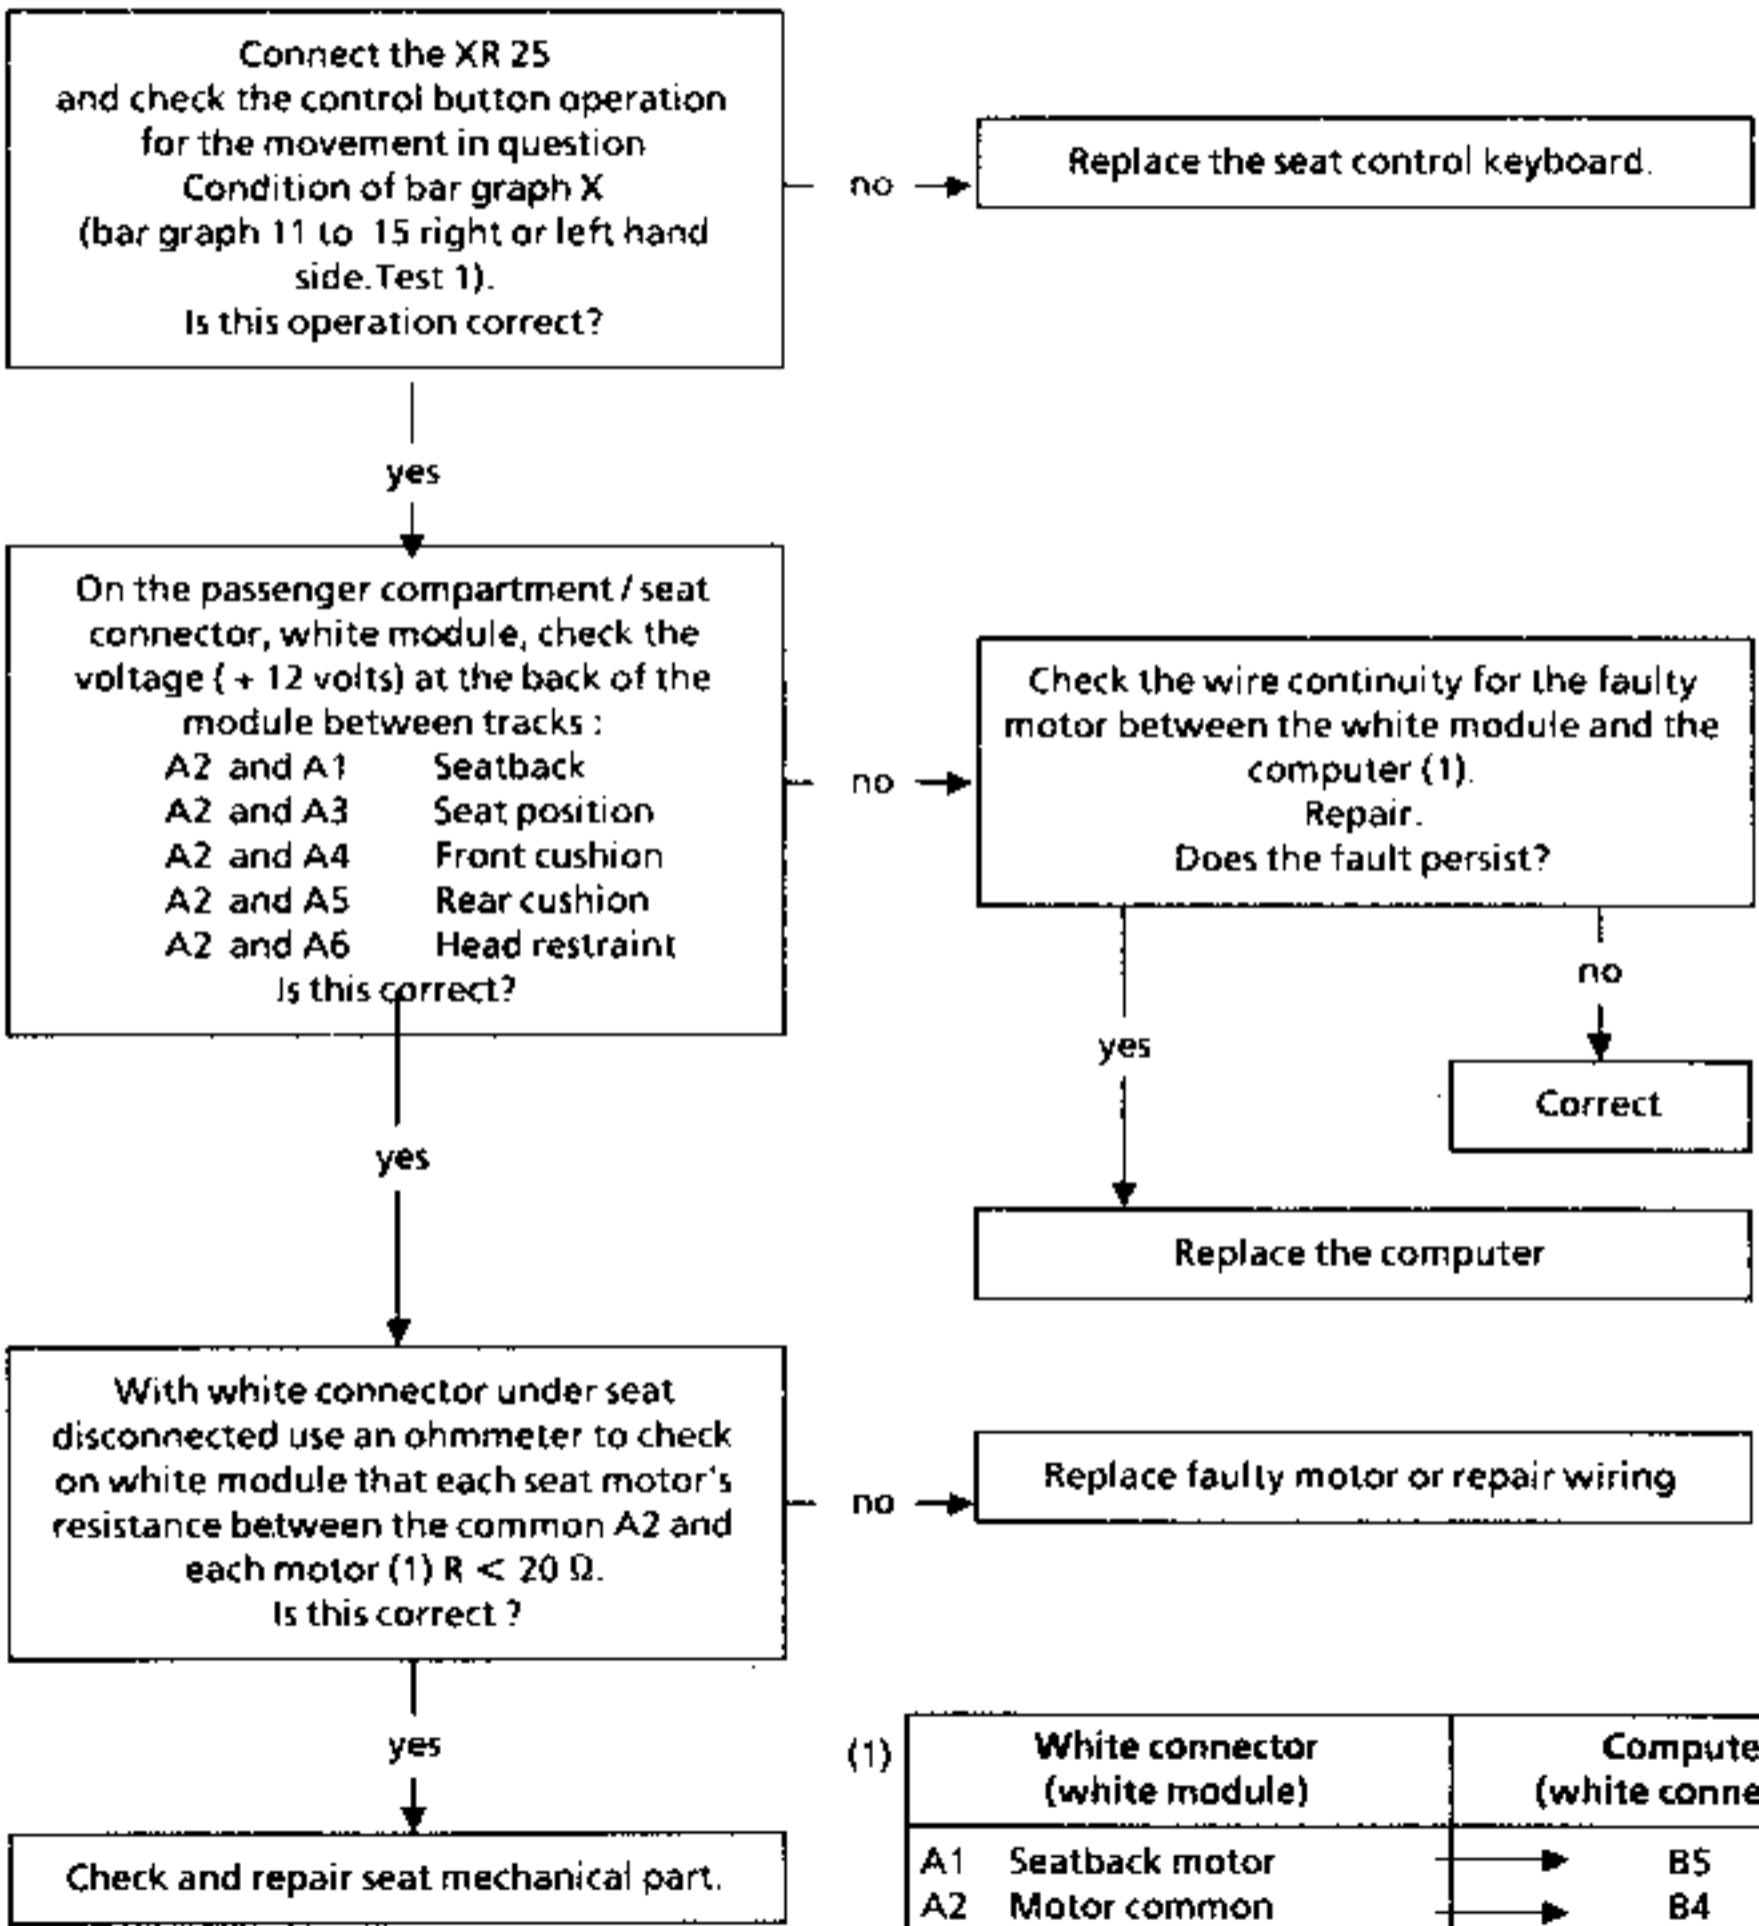 Connect the XR 25
and check the control button operation
for the movement in question
Condition of bar graph X
(bar graph 11 to 15 right or left hand
side.Test 1).
Is this operation correct?
no
Replace the seat control keyboard.
yes
On the passenger compartment / seat
connector, white module, check the
voltage ( + 12 volts) at the back of the
module between tracks :
A2 and A1 Seatback
A2 and A3 Seat position
A2 and A4 Front cushion
A2 and A5 Rear cushion
A2 and A6 Head restraint
Is this correct?
no
Check the wire continuity for the faulty
motor between the white module and the
computer (1).
Repair.
Does the fault persist?
no
yes
Correct
yes
Replace the computer
With white connector under seat
disconnected use an ohmmeter to check
on white module that each seat motor's
resistance between the common A2 and
each motor (1) R < 20 Ω.
Is this correct ?
no
Replace faulty motor or repair wiring
yes
Check and repair seat mechanical part.
(1)
White connector
(white module)
Compute
(white conne
A1 Seatback motor B5
A2 Motor common B4